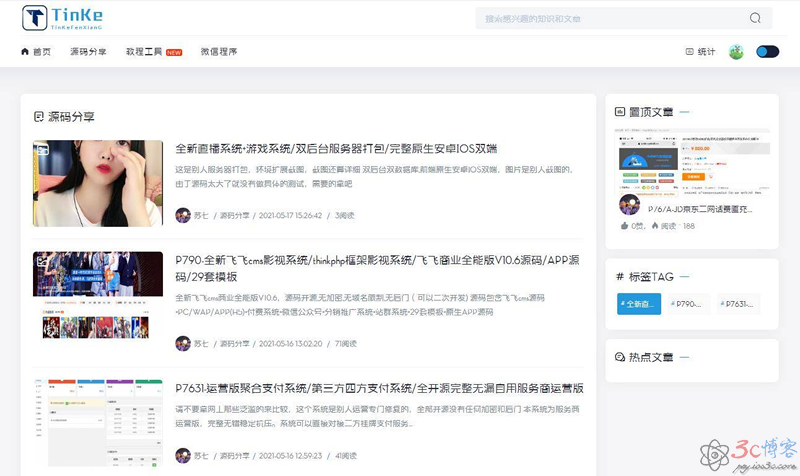 TinKe
TinKeFenXianG
搜索感兴趣的知识和文章
首页
源码分享
教程工具 NEW
微信程序
统计
源码分享
全新直播系统+游戏系统/双后台服务器打包/完整原生安卓IOS双端
这是别人服务器打包，环境扩展截图，截图还算详细 双后台双数据库,前端原生安卓IOS双端，图片是别人截图的，
由于源码太大了就没有做具体的测试，需要的拿吧
苏七 / 源码分享 / 2021-05-17 15:26:42 / 3阅读
P790-全新飞飞cms影视系统/thinkphp框架影视系统/飞飞商业全能版V10.6源码/APP源
码/29套模板
全新飞飞cms商业全能版V10.6，源码开源,无加密,无域名限制,无后门（可以二次开发) 源码包含飞飞cms源码
+PC/WAP/APP(H5)+付费系统+微信公众号+分销推广系统+站群系统+29套模板+原生APP源码
苏七 / 源码分享 / 2021-05-16 13:02:20 / 71阅读
P7631-运营版聚合支付系统/第三方四方支付系统/全开源完整无漏自用服务商运营版
请不要拿网上那些泛滥的来比较，这个系统是别人运营专门修复的，全部开源没有任何加密和后门 本系统为服务商
运营版，完整无错稳定抗压。系统可以直接对接二方挂牌支付服务...
苏七 / 源码分享 / 2021-05-16 12:59:23 / 41阅读
置顶文章
P767A-JD京东二网话费直充...
0赞，
阅读：188
# 标签TAG
# 全新直...
# P790-...
# P7631-...
热点文章
3c博客